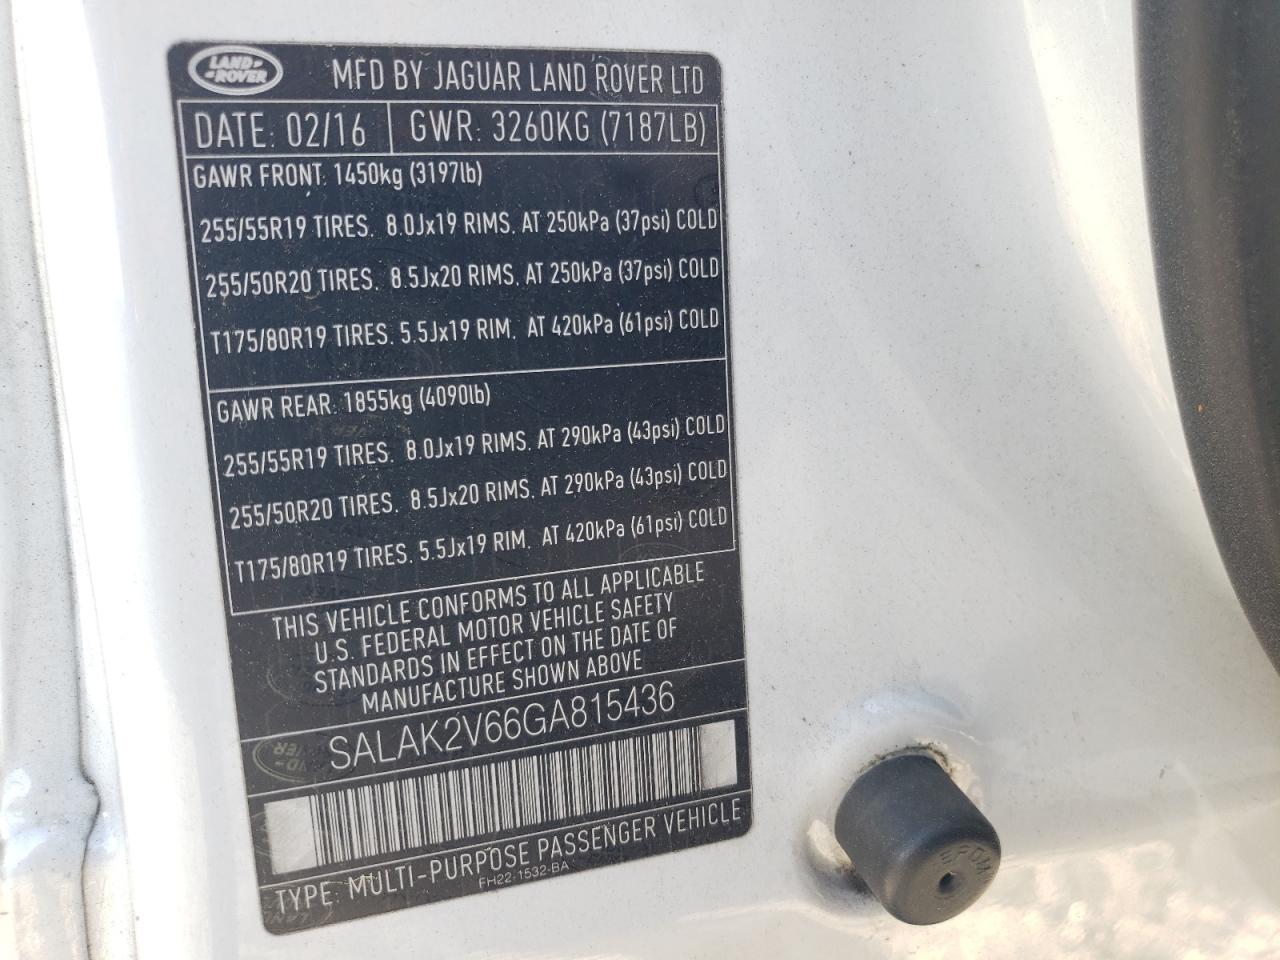 LAND-
-ROVER
MFD BY JAGUAR LAND ROVER LTD
DATE: 02/16 GWR: 3260KG (7187LB)
GAWR FRONT: 1450kg (3197lb)
255/55R19 TIRES. 8.0Jx19 RIMS. AT 250kPa (37psi) COLD
255/50R20 TIRES. 8.5Jx20 RIMS. AT 250kPa (37psi) COLD
T175/80R19 TIRES. 5.5Jx19 RIM. AT 420kPa (61psi) COLD
GAWR REAR: 1855kg (4090lb)
255/55R19 TIRES. 8.0Jx19 RIMS. AT 290kPa (43psi) COLD
255/50R20 TIRES. 8.5Jx20 RIMS. AT 290kPa (43psi) COLD
T175/80R19 TIRES. 5.5Jx19 RIM. AT 420kPa (61psi) COLD
THIS VEHICLE CONFORMS TO ALL APPLICABLE
U.S. FEDERAL MOTOR VEHICLE SAFETY
STANDARDS IN EFFECT ON THE DATE OF
MANUFACTURE SHOWN ABOVE
SALAK2V66GA815436
TYPE: MULTI-PURPOSE PASSENGER VEHICLE
FH22-1532-BA